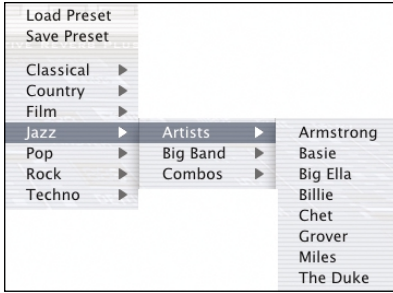 Load Preset
Save Preset
Classical
Country
Film
Jazz
Pop
Rock
Techno
Artists
Big Band
Combos
Armstrong
Basie
Big Ella
Billie
Chet
Grover
Miles
The Duke